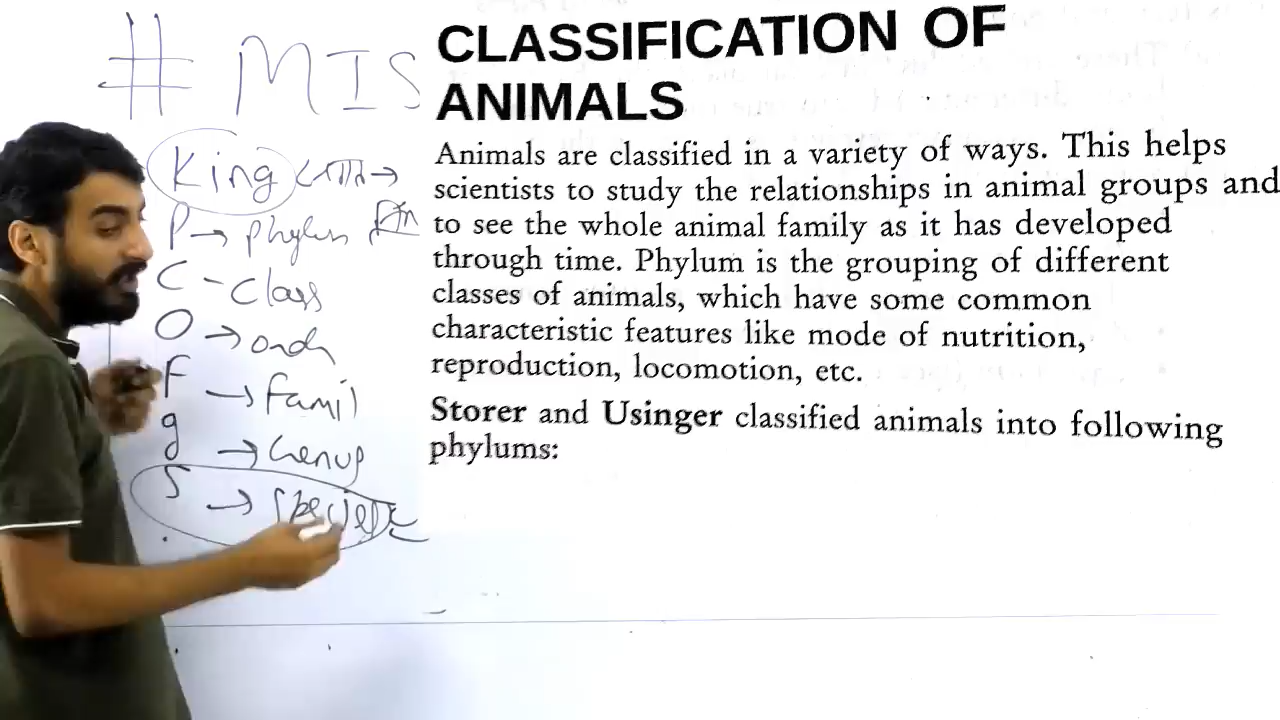 # MIS
King
P → phylum
C - class
O → order
F → Famil
g → Genus
S → Species
CLASSIFICATION OF
ANIMALS
Animals are classified in a variety of ways. This helps
scientists to study the relationships in animal groups and
to see the whole animal family as it has developed
through time. Phylum is the grouping of different
classes of animals, which have some common
characteristic features like mode of nutrition,
reproduction, locomotion, etc.
Storer and Usinger classified animals into following
phylums: